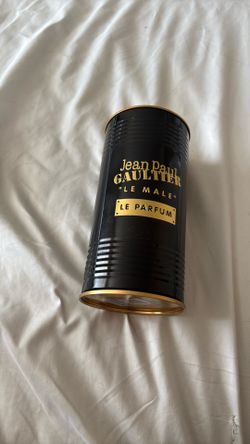 Jean Paul
GAULTIER
"LE MALE"
LE PARFUM